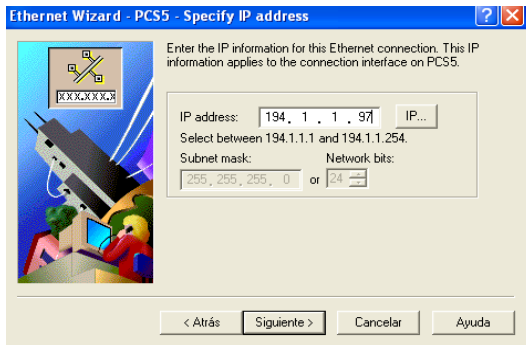 Ethernet Wizard - PCS5 - Specify IP address
Enter the IP information for this Ethernet connection. This IP
information applies to the connection interface on PCS5.
XXX.XXX.X
IP address: 194 . 1 . 1 . 97 IP...
Select between 194.1.1.1 and 194.1.1.254.
Subnet mask: Network bits:
255 . 255 . 255 . 0 or 24
< Atrás Siguiente > Cancelar Ayuda